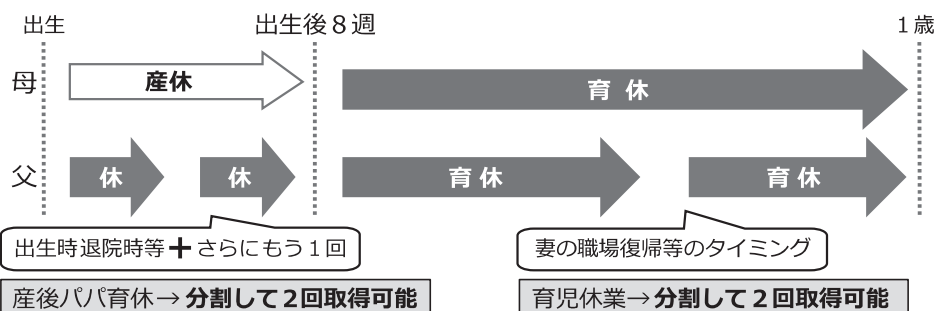 出生 出生後８週 １歳
母 産休 育休
父 休 休 育休 育休
出生時退院時等＋さらにもう１回 妻の職場復帰等のタイミング
産後パパ育休→分割して２回取得可能 育児休業→分割して２回取得可能